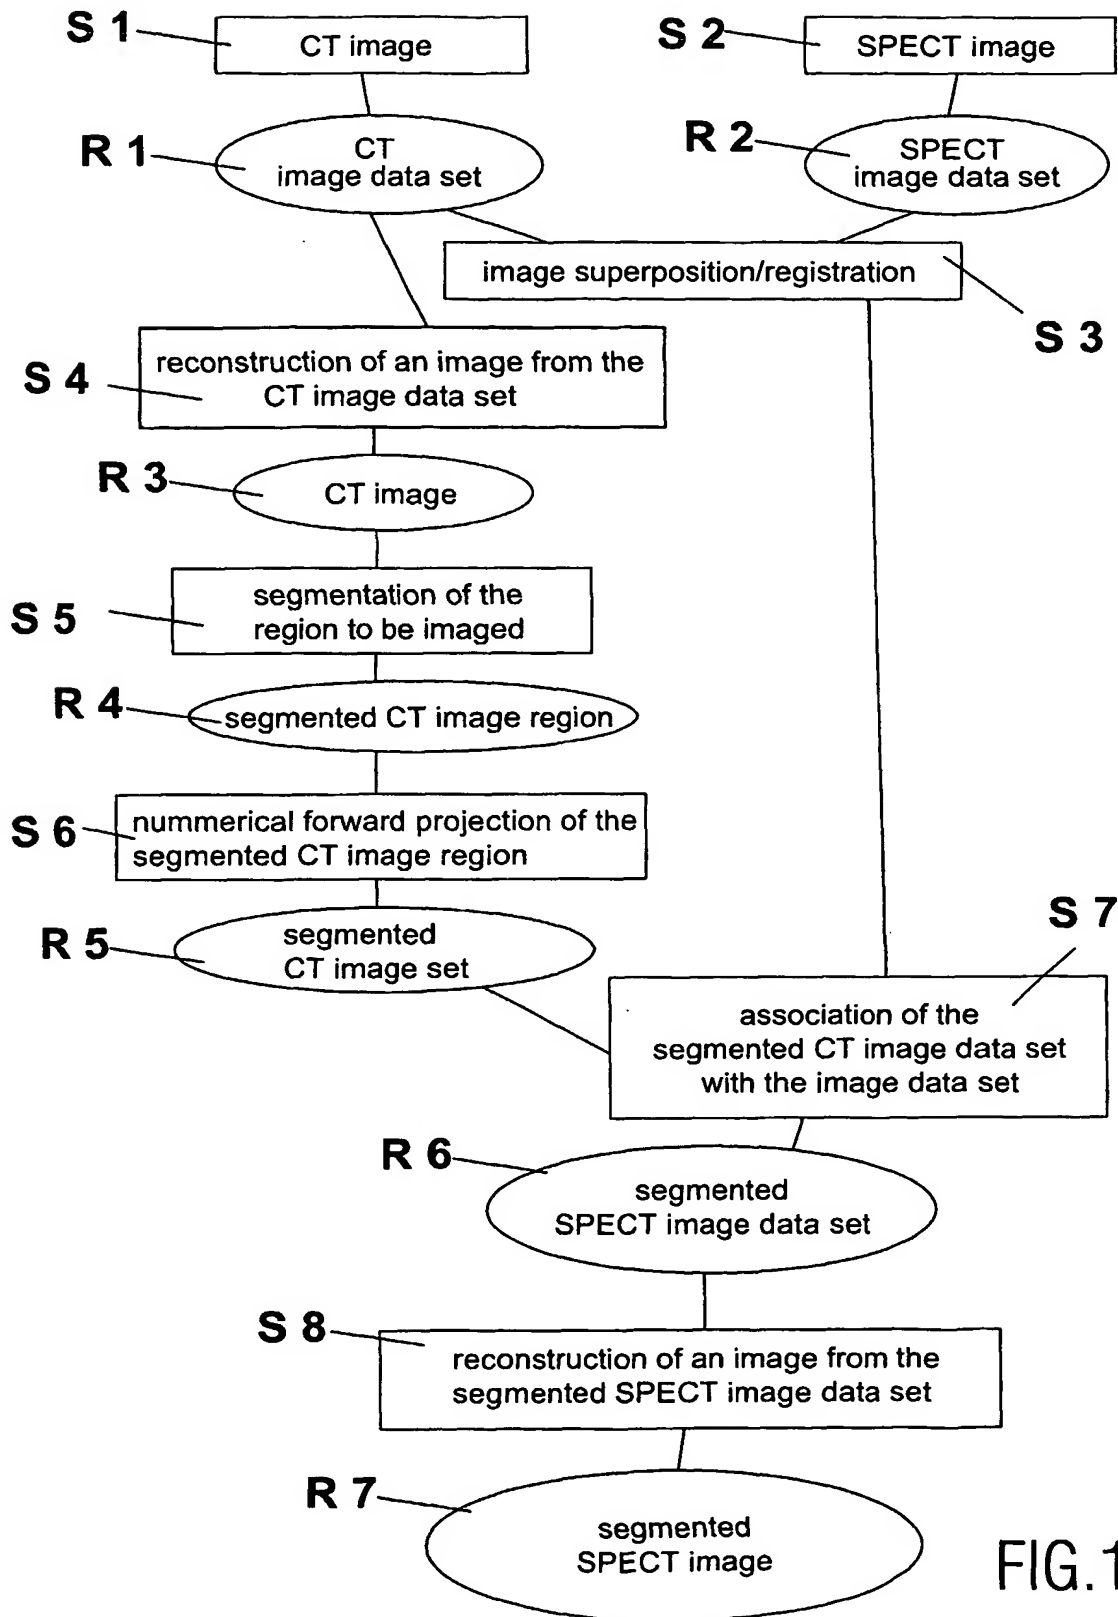 S 1
CT image
S 2
SPECT image
R 1
CT
image data set
R 2
SPECT
image data set
image superposition/registration
S 3
S 4
reconstruction of an image from the
CT image data set
R 3
CT image
S 5
segmentation of the
region to be imaged
R 4
segmented CT image region
S 6
nummerical forward projection of the
segmented CT image region
R 5
segmented
CT image set
S 7
association of the
segmented CT image data set
with the image data set
R 6
segmented
SPECT image data set
S 8
reconstruction of an image from the
segmented SPECT image data set
R 7
segmented
SPECT image
FIG.1